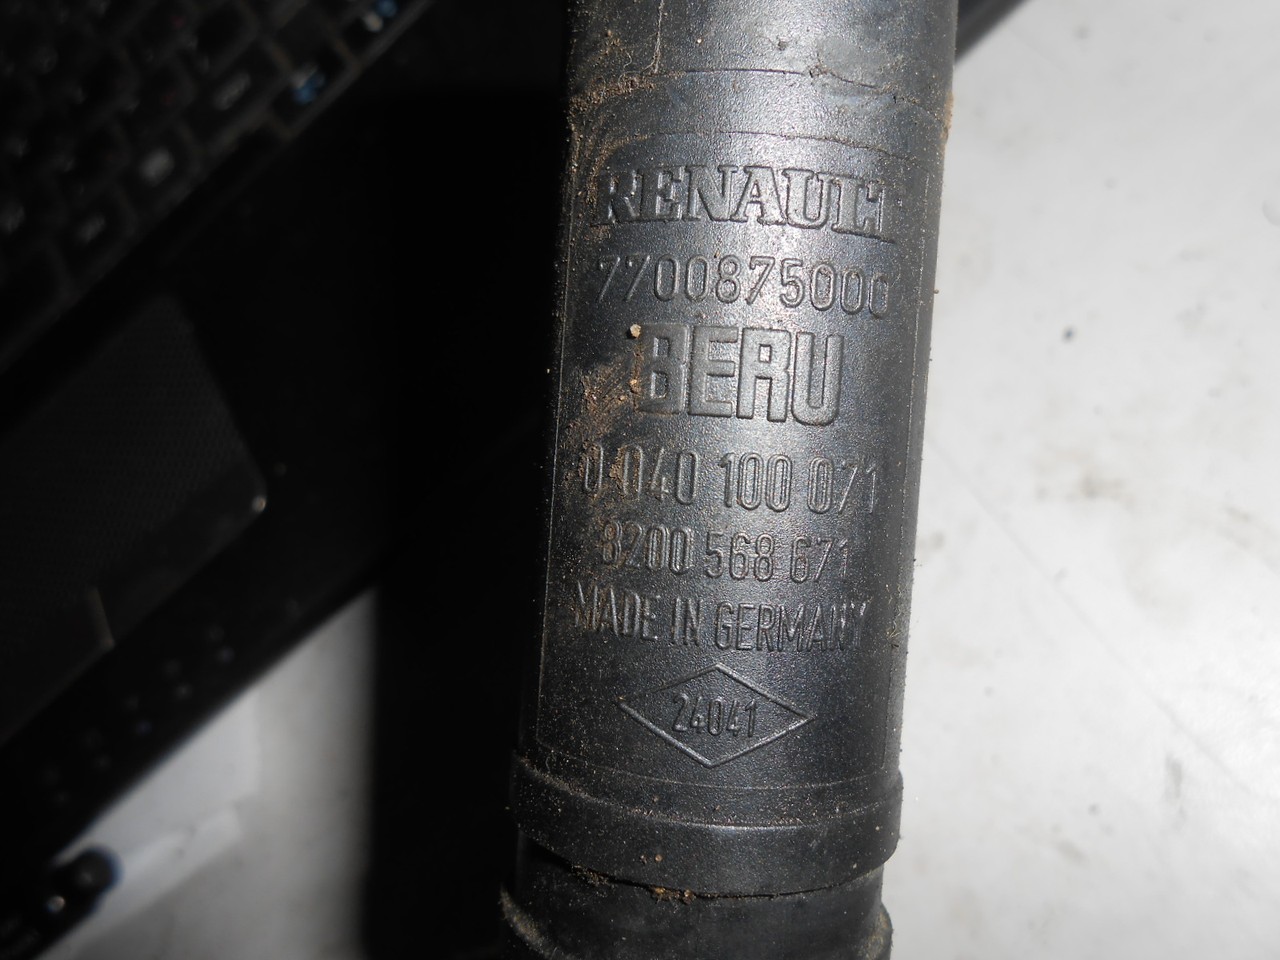 RENAULT
7700875000
BERU
0 040 100 071
8200 568 671
MADE IN GERMANY
24041